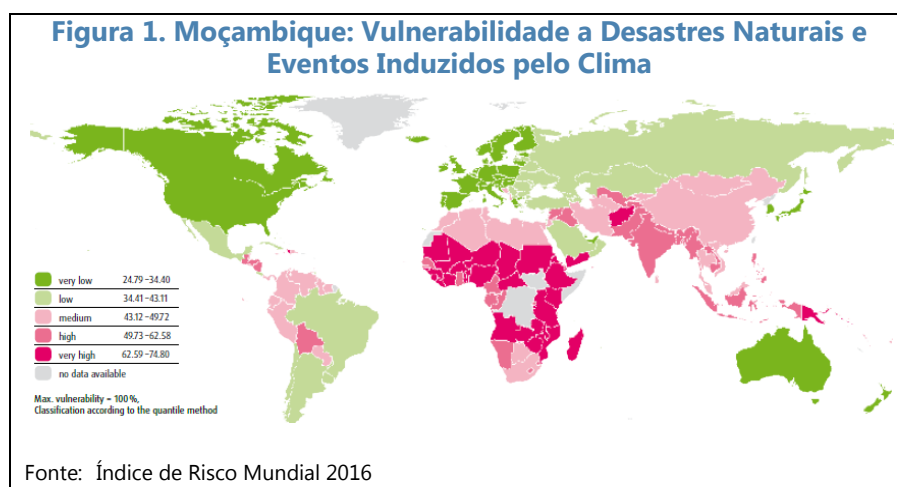 Figura 1. Moçambique: Vulnerabilidade a Desastres Naturais e
Eventos Induzidos pelo Clima
very low 24.79–34.40
low 34.41–43.11
medium 43.12–49.72
high 49.73–62.58
very high 62.59–74.80
no data available
Max. vulnerability = 100%,
Classification according to the quantile method
Fonte: Índice de Risco Mundial 2016